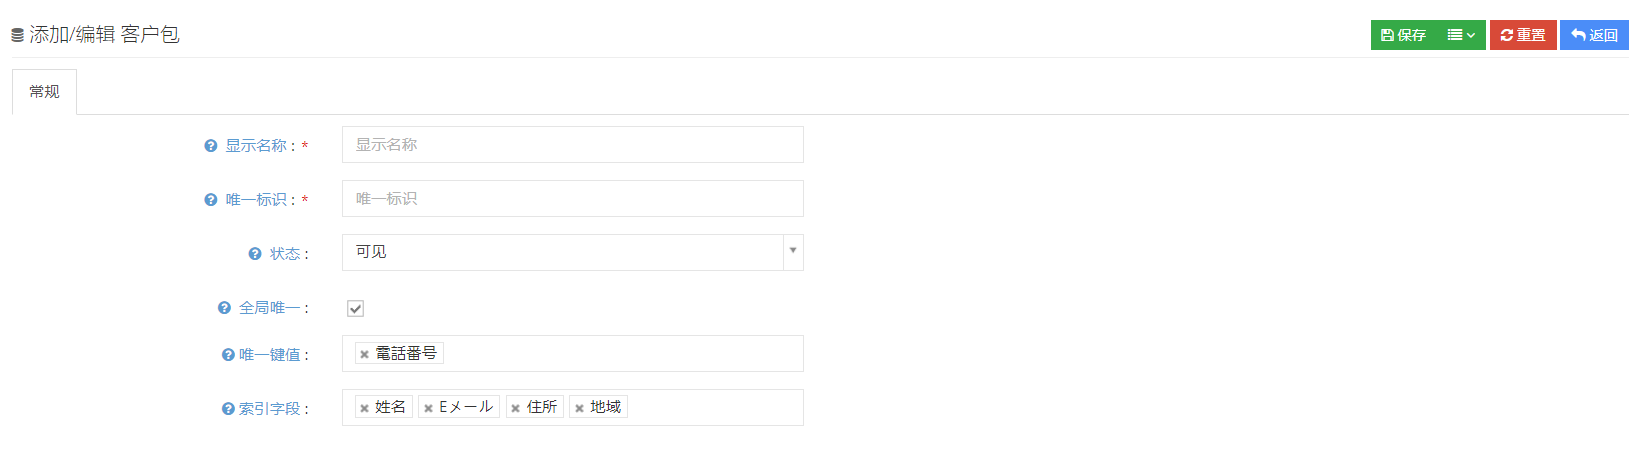 添加/编辑 客户包
保存
重置
返回
常规
显示名称 : *
显示名称
唯一标识 : *
唯一标识
状态 :
可见
全局唯一 :
唯一键值 :
電話番号
索引字段 :
姓名 Eメール 住所 地域